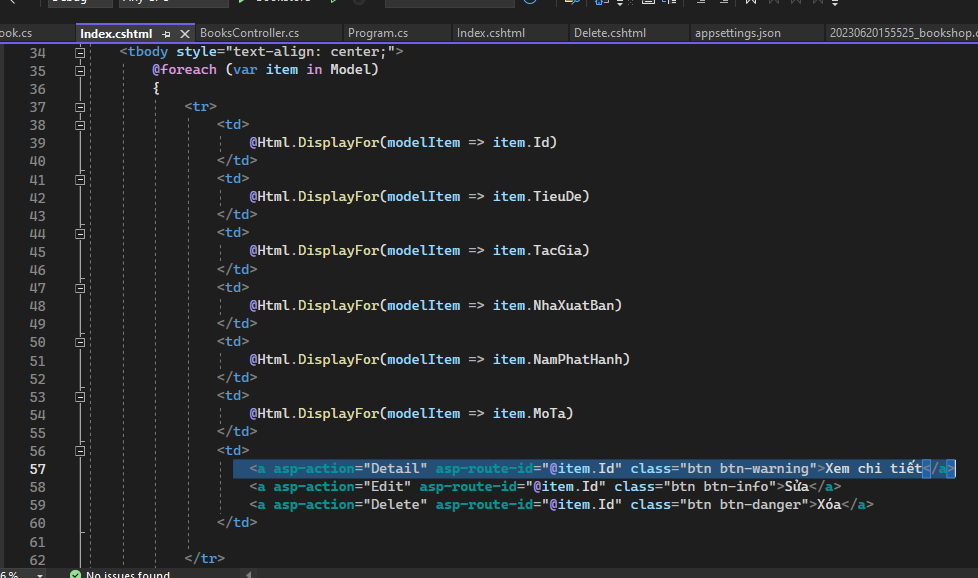 Index.cshtml BooksController.cs Program.cs Index.cshtml Delete.cshtml appsettings.json 20230620155525_bookshop.c
34 <tbody style="text-align: center;">
35 @foreach (var item in Model)
36 {
37 <tr>
38 <td>
39 @Html.DisplayFor(modelItem => item.Id)
40 </td>
41 <td>
42 @Html.DisplayFor(modelItem => item.TieuDe)
43 </td>
44 <td>
45 @Html.DisplayFor(modelItem => item.TacGia)
46 </td>
47 <td>
48 @Html.DisplayFor(modelItem => item.NhaXuatBan)
49 </td>
50 <td>
51 @Html.DisplayFor(modelItem => item.NamPhatHanh)
52 </td>
53 <td>
54 @Html.DisplayFor(modelItem => item.MoTa)
55 </td>
56 <td>
57 <a asp-action="Detail" asp-route-id="@item.Id" class="btn btn-warning">Xem chi tiết</a>
58 <a asp-action="Edit" asp-route-id="@item.Id" class="btn btn-info">Sửa</a>
59 <a asp-action="Delete" asp-route-id="@item.Id" class="btn btn-danger">Xóa</a>
60 </td>
61
62 </tr>
No issues found